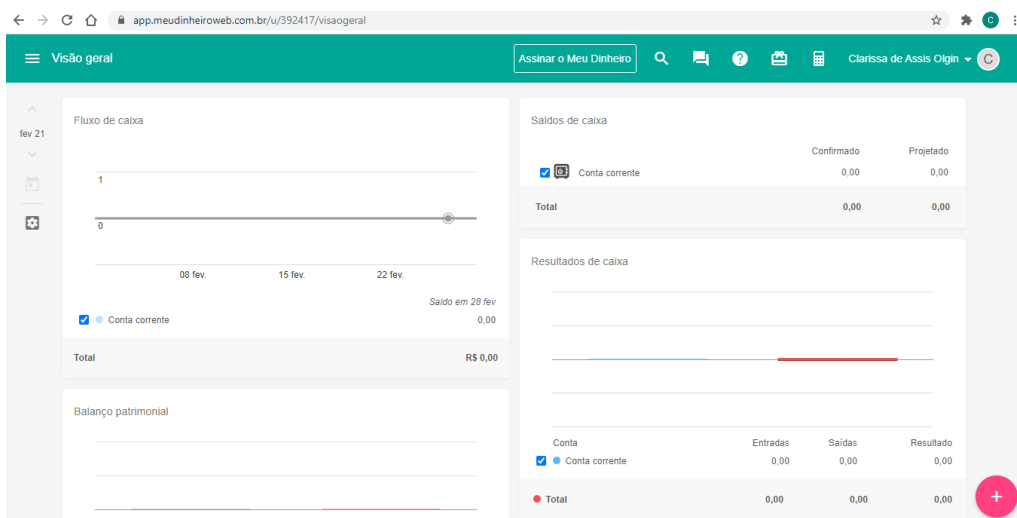 app.meudinheiroweb.com.br/u/392417/visaogeral
C
Visão geral
Assinar o Meu Dinheiro
Clarissa de Assis Olgin
C
fev 21
Fluxo de caixa
1
0
08 fev.
15 fev.
22 fev.
Saldo em 28 fev
Conta corrente 0,00
Total R$ 0,00
Balanço patrimonial
Saldos de caixa
Confirmado Projetado
Conta corrente 0,00 0,00
Total 0,00 0,00
Resultados de caixa
Conta Entradas Saídas Resultado
Conta corrente 0,00 0,00 0,00
Total 0,00 0,00 0,00
+